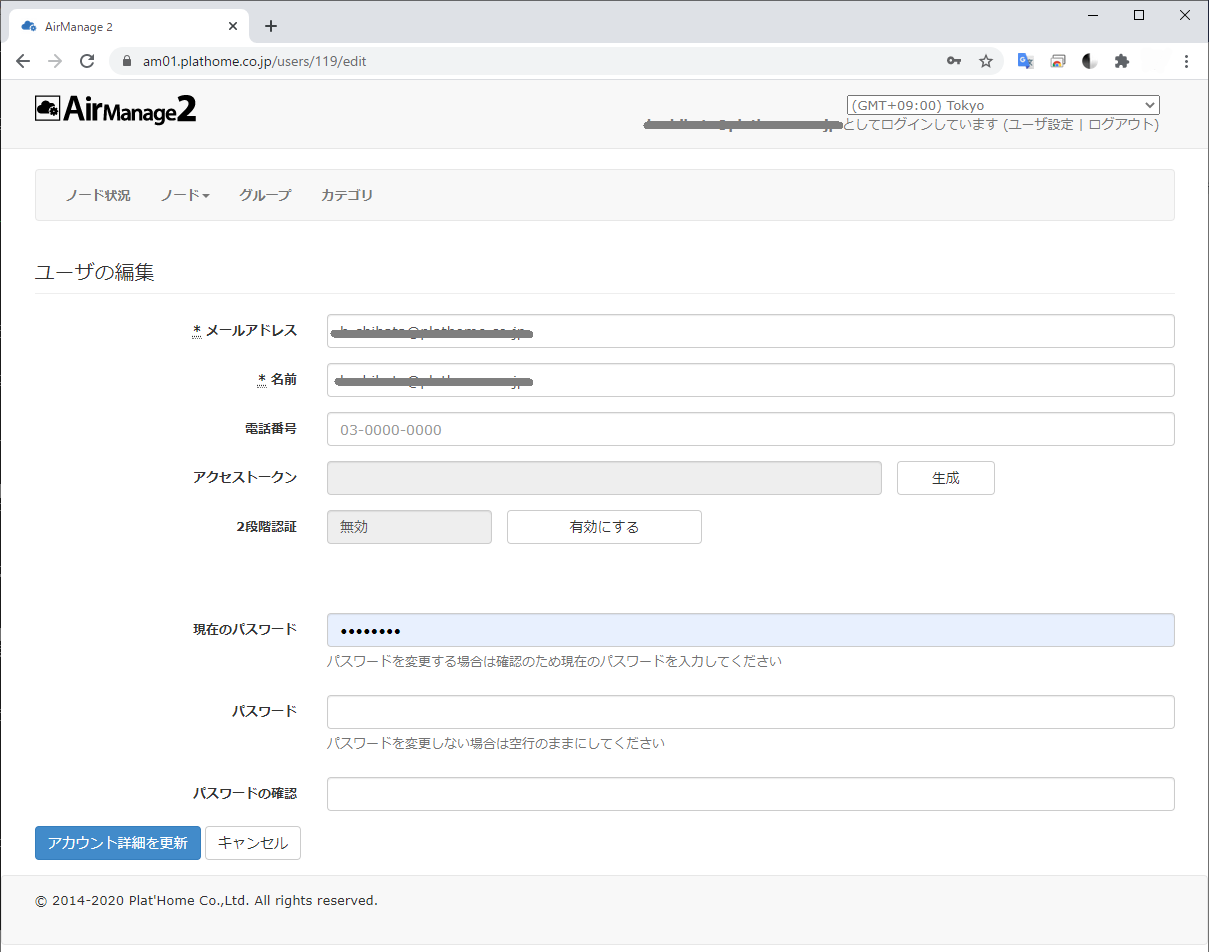 AirManage 2
am01.plathome.co.jp/users/119/edit
AirManage2
(GMT+09:00) Tokyo
としてログインしています (ユーザ設定 | ログアウト)
ノード状況 ノード グループ カテゴリ
ユーザの編集
* メールアドレス
* 名前
電話番号 03-0000-0000
アクセストークン 生成
2段階認証 無効 有効にする
現在のパスワード ••••••••
パスワードを変更する場合は確認のため現在のパスワードを入力してください
パスワード
パスワードを変更しない場合は空行のままにしてください
パスワードの確認
アカウント詳細を更新 キャンセル
© 2014-2020 Plat'Home Co.,Ltd. All rights reserved.